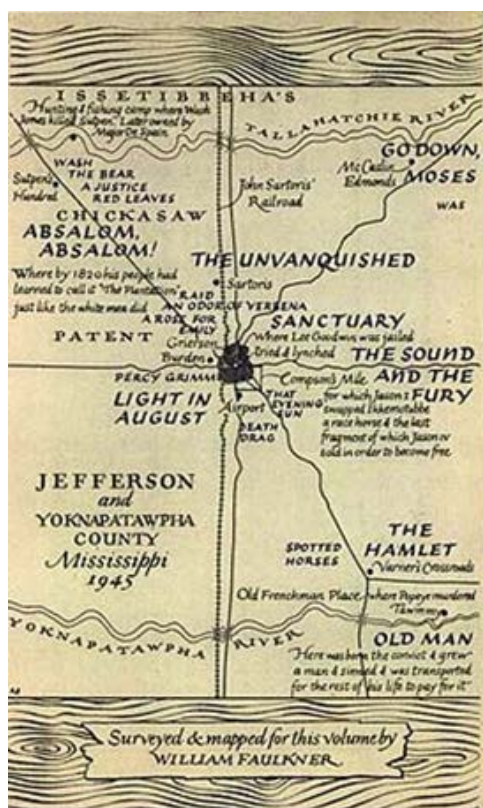 ISSETIBBEHA'S
"Hunting & fishing camp where Wash
Jones killed Sutpen." Later owned by
Major De Spain
TALLAHATCHIE RIVER
GO DOWN,
MOSES
McCaslin
Edmonds
WAS
WASH
THE BEAR
A JUSTICE
RED LEAVES
Sutpen's
Hundred
John Sartoris'
Railroad
CHICKASAW
ABSALOM,
ABSALOM!
THE UNVANQUISHED
"Where by 1820 his people had
learned to call it "The Plantation"
just like the white men did
Sartoris
RAID
AN ODOR OF VERBENA
A ROSE FOR
EMILY
PATENT
Grierson
Burden
SANCTUARY
Where Lee Goodwin was jailed
tried & lynched
THE SOUND
AND THE
FURY
PERCY GRIMM
Compson's Mile
for which Jason I
swapped Ikkemotubbe
a race horse & the last
fragment of which Jason IV
sold in order to become free
LIGHT IN
AUGUST
Airport
THAT
EVENING
SUN
DEATH
DRAG
JEFFERSON
and
YOKNAPATAWPHA
COUNTY
Mississippi
1945
THE
HAMLET
SPOTTED
HORSES
Varner's Crossroads
Old Frenchman Place, where Popeye murdered
Tawmmy
YOKNAPATAWPHA RIVER
OLD MAN
"Here was born the convict & grew
a man & sinned & was transported
for the rest of his life to pay for it"
Surveyed & mapped for this volume by
WILLIAM FAULKNER